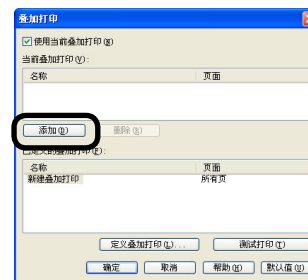 叠加打印
使用当前叠加打印(S)
当前叠加打印(V):
名称 页面
添加(D) 删除(R)
已定义的叠加打印(F):
名称 页面
新建叠加打印 所有页
定义叠加打印(L)... 测试打印(T)
确定 取消 帮助(H) 默认值(U)